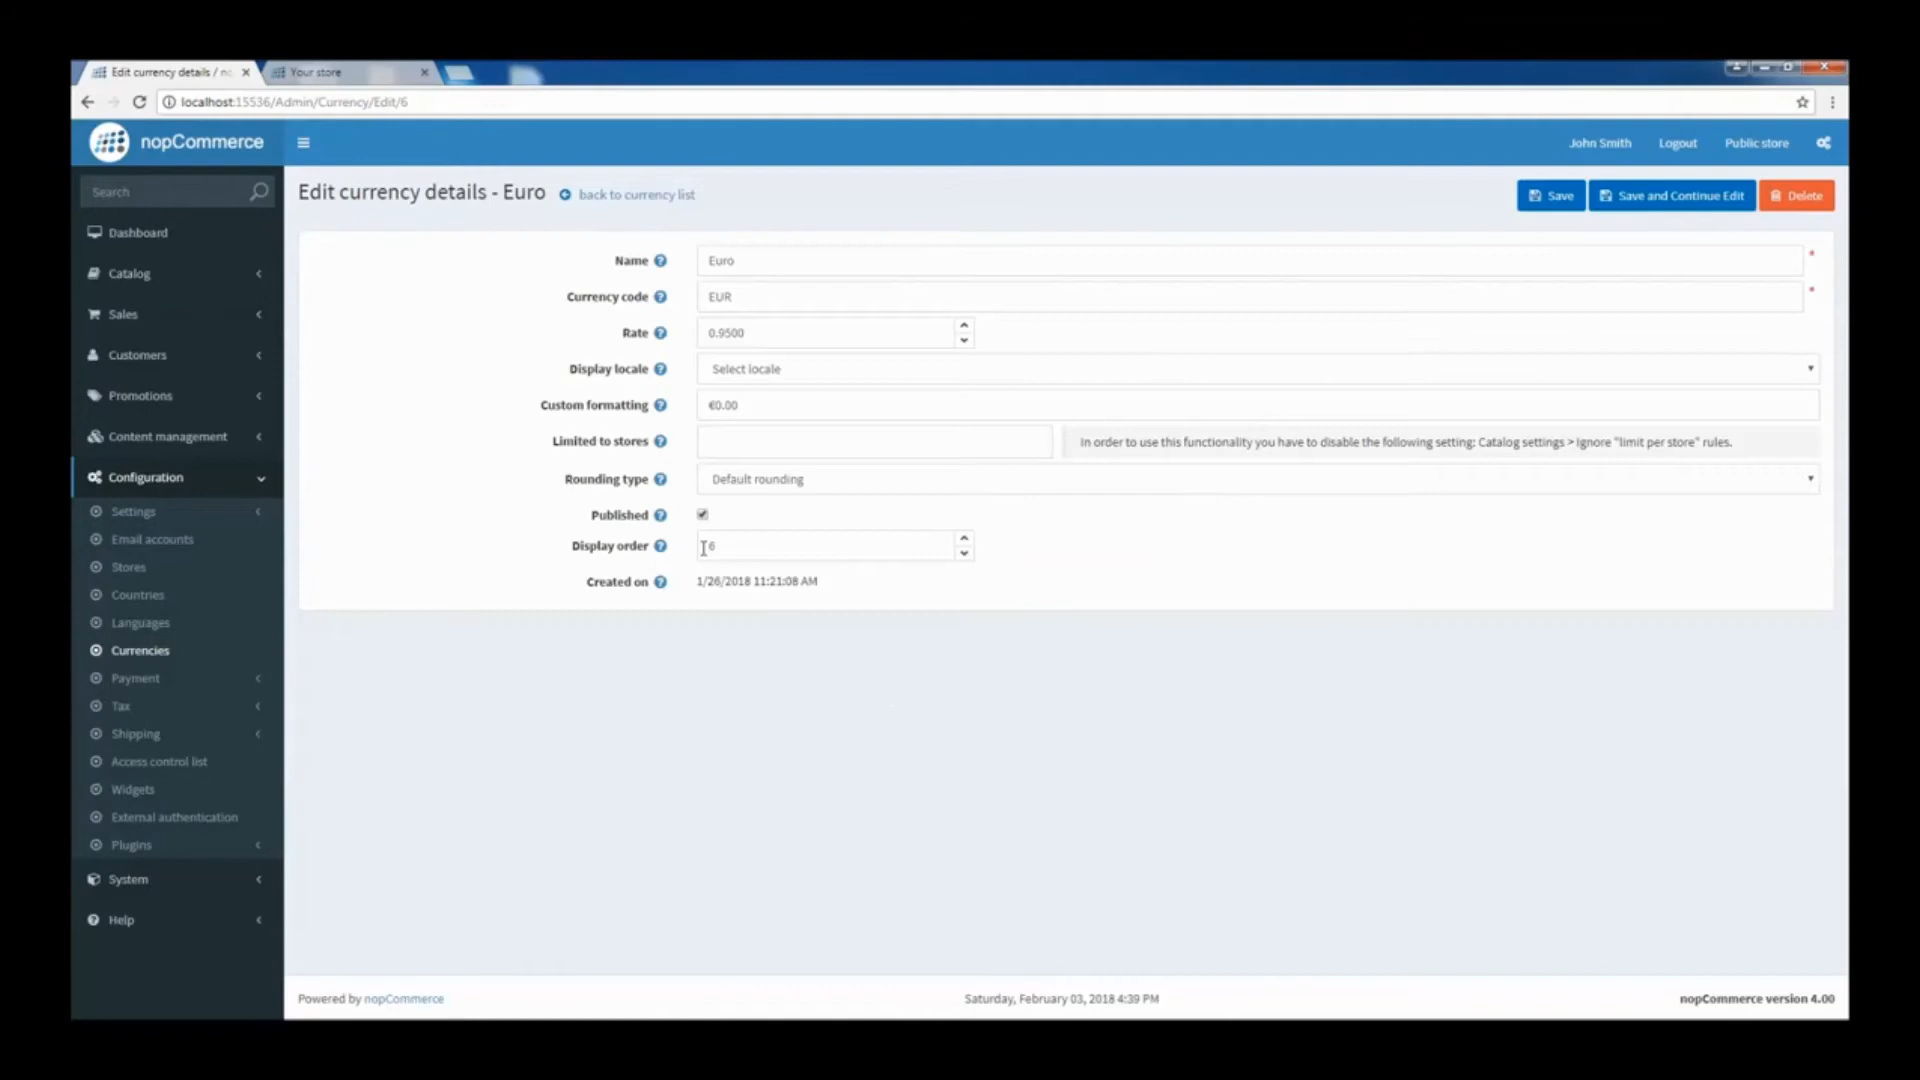 Edit currency details / no
Your store
localhost:15536/Admin/Currency/Edit/6
nopCommerce
John Smith
Logout
Public store
Search
Edit currency details - Euro
back to currency list
Save
Save and Continue Edit
Delete
Dashboard
Catalog
Sales
Customers
Promotions
Content management
Configuration
Settings
Email accounts
Stores
Countries
Languages
Currencies
Payment
Tax
Shipping
Access control list
Widgets
External authentication
Plugins
System
Help
Name
Euro
*
Currency code
EUR
*
Rate
0.9500
Display locale
Select locale
Custom formatting
€0.00
Limited to stores
In order to use this functionality you have to disable the following setting: Catalog settings > Ignore "limit per store" rules.
Rounding type
Default rounding
Published
Display order
6
Created on
1/26/2018 11:21:08 AM
Powered by nopCommerce
Saturday, February 03, 2018 4:39 PM
nopCommerce version 4.00